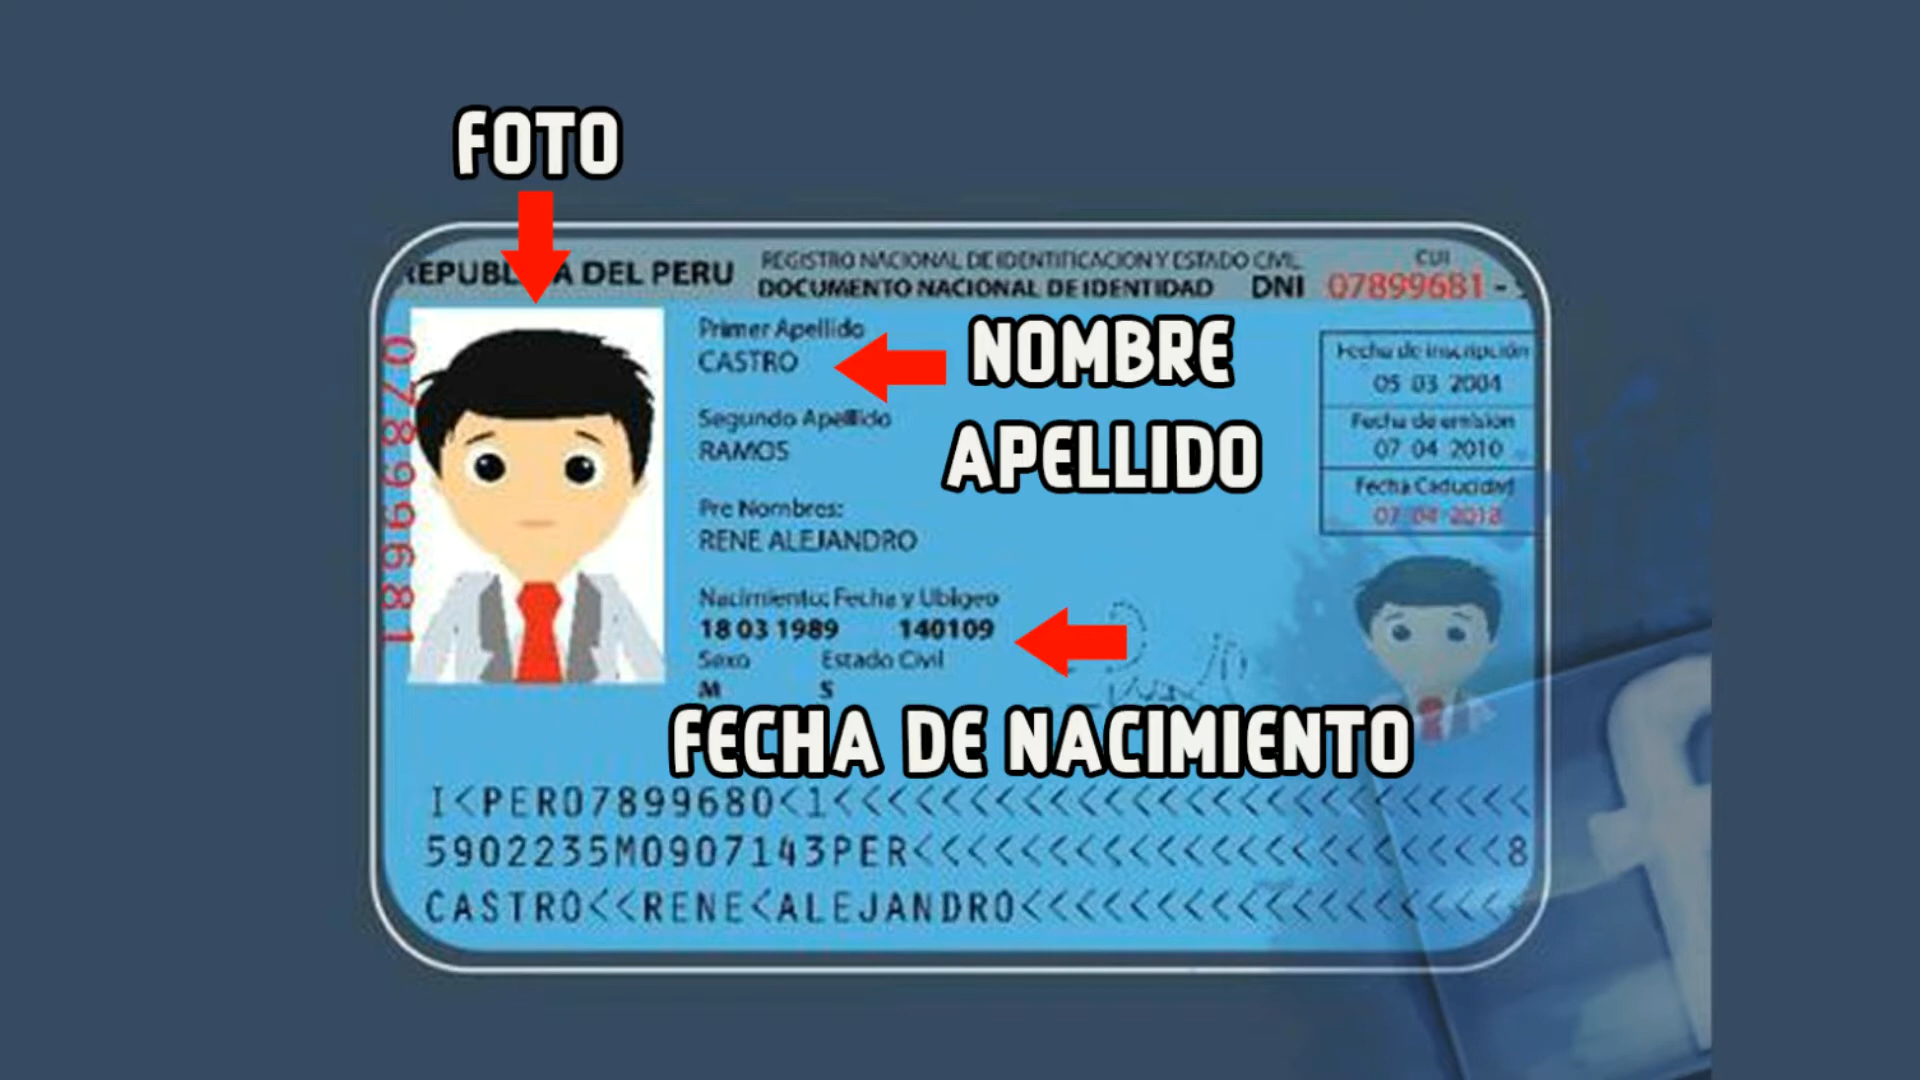 FOTO
REPUBLICA DEL PERU
REGISTRO NACIONAL DE IDENTIFICACION Y ESTADO CIVIL
DOCUMENTO NACIONAL DE IDENTIDAD DNI
CUI
07899681 -
07899681
Primer Apellido
CASTRO
NOMBRE
APELLIDO
Segundo Apellido
RAMOS
Pre Nombres:
RENE ALEJANDRO
Nacimiento: Fecha y Ubigeo
18 03 1989 140109
Sexo Estado Civil
M S
FECHA DE NACIMIENTO
Fecha de inscripción
05 03 2004
Fecha de emisión
07 04 2010
Fecha Caducidad
07 04 2018
I<PER07899680<1<<<<<<<<<<<<<<<<<<<<<<<<<<
5902235M0907143PER<<<<<<<<<<<<<<<<<<<<<<8
CASTRO<<RENE<ALEJANDRO<<<<<<<<<<<<<<<<<<<
f